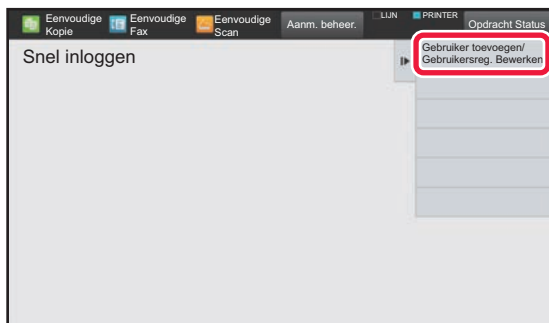 Eenvoudige
Kopie
Eenvoudige
Fax
Eenvoudige
Scan
Aanm. beheer.
LIJN
PRINTER
Opdracht Status
Snel inloggen
Gebruiker toevoegen/
Gebruikersreg. Bewerken